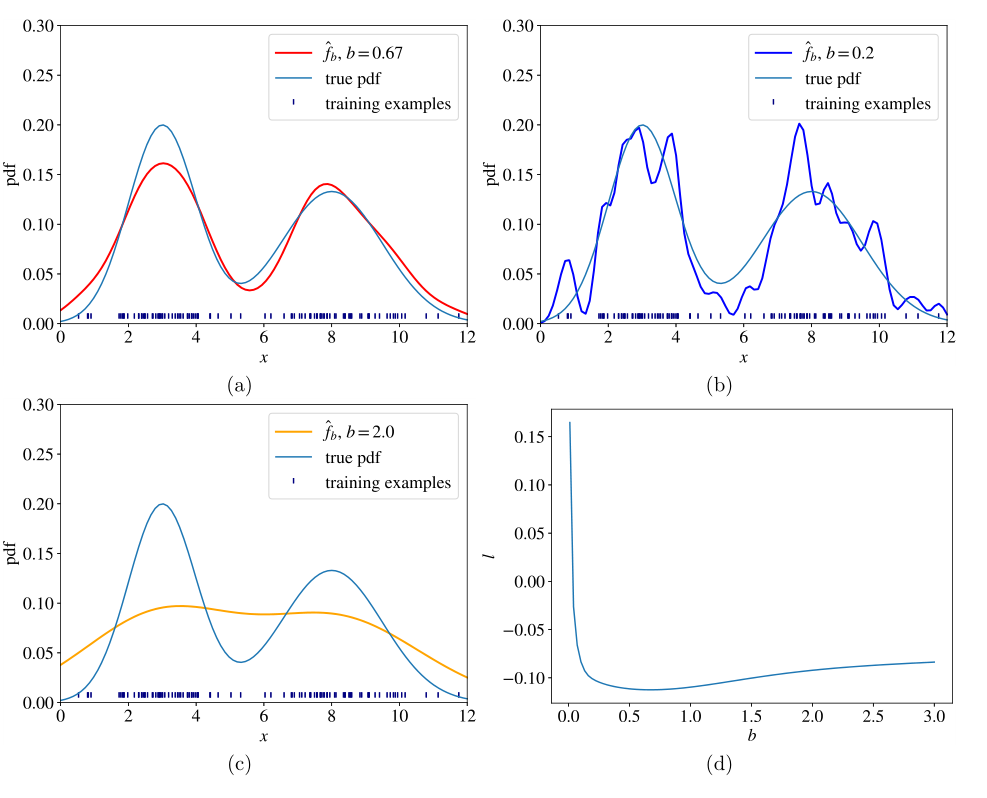 0.30
0.25
0.20
0.15
0.10
0.05
0.00
pdf
f̂_b, b = 0.67
true pdf
training examples
0 2 4 6 8 10 12
x
(a)
0.30
0.25
0.20
0.15
0.10
0.05
0.00
pdf
f̂_b, b = 0.2
true pdf
training examples
0 2 4 6 8 10 12
x
(b)
0.30
0.25
0.20
0.15
0.10
0.05
0.00
pdf
f̂_b, b = 2.0
true pdf
training examples
0 2 4 6 8 10 12
x
(c)
0.15
0.10
0.05
0.00
−0.05
−0.10
l
0.0 0.5 1.0 1.5 2.0 2.5 3.0
b
(d)